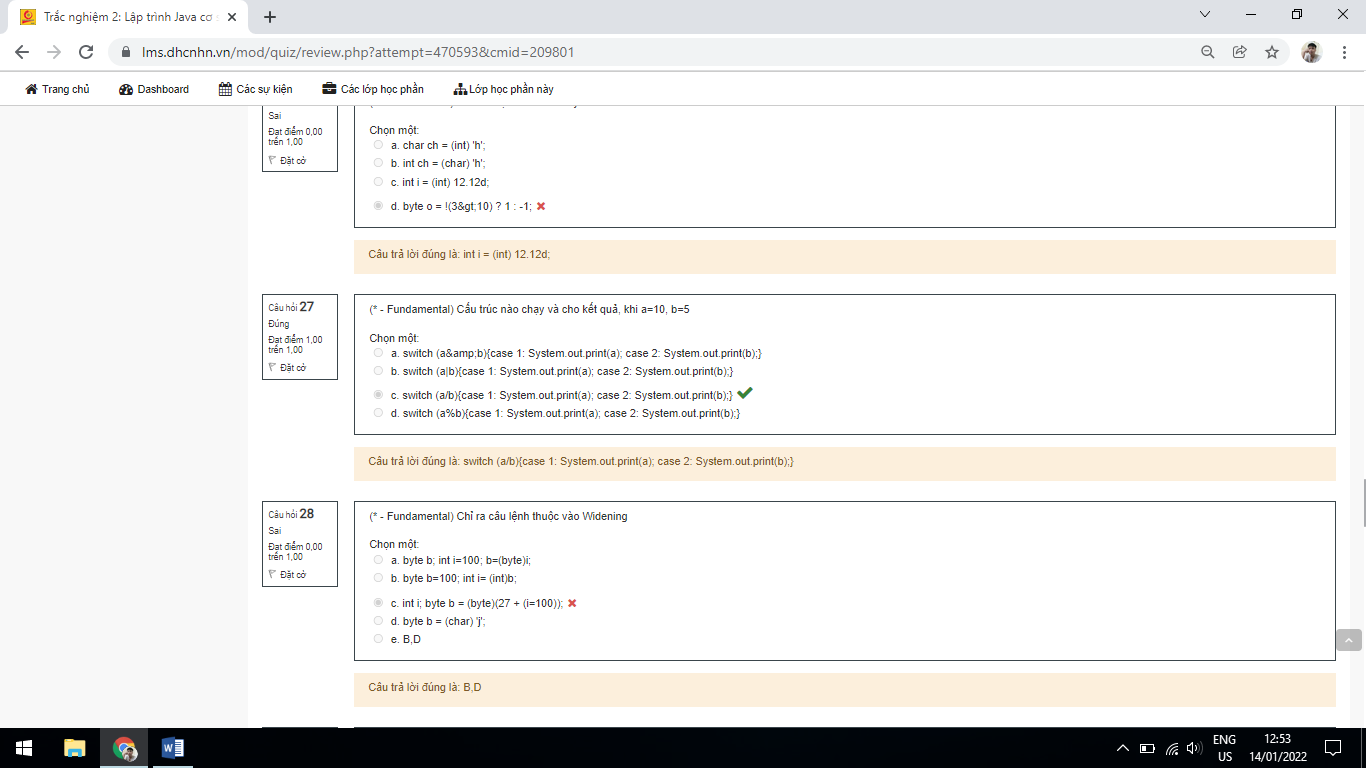 Trắc nghiệm 2: Lập trình Java cơ
lms.dhcnhn.vn/mod/quiz/review.php?attempt=470593&cmid=209801
Trang chủ
Dashboard
Các sự kiện
Các lớp học phần
Lớp học phần này
Sai
Đạt điểm 0,00
trên 1,00
Đặt cờ
Chọn một:
a. char ch = (int) 'h';
b. int ch = (char) 'h';
c. int i = (int) 12.12d;
d. byte o = !(3&gt;10) ? 1 : -1;
Câu trả lời đúng là: int i = (int) 12.12d;
Câu hỏi 27
Đúng
Đạt điểm 1,00
trên 1,00
Đặt cờ
(* - Fundamental) Cấu trúc nào chạy và cho kết quả, khi a=10, b=5
Chọn một:
a. switch (a&amp;b){case 1: System.out.print(a); case 2: System.out.print(b);}
b. switch (a|b){case 1: System.out.print(a); case 2: System.out.print(b);}
c. switch (a/b){case 1: System.out.print(a); case 2: System.out.print(b);}
d. switch (a%b){case 1: System.out.print(a); case 2: System.out.print(b);}
Câu trả lời đúng là: switch (a/b){case 1: System.out.print(a); case 2: System.out.print(b);}
Câu hỏi 28
Sai
Đạt điểm 0,00
trên 1,00
Đặt cờ
(* - Fundamental) Chỉ ra câu lệnh thuộc vào Widening
Chọn một:
a. byte b; int i=100; b=(byte)i;
b. byte b=100; int i= (int)b;
c. int i; byte b = (byte)(27 + (i=100));
d. byte b = (char) 'j';
e. B,D
Câu trả lời đúng là: B,D
ENG
US
12:53
14/01/2022